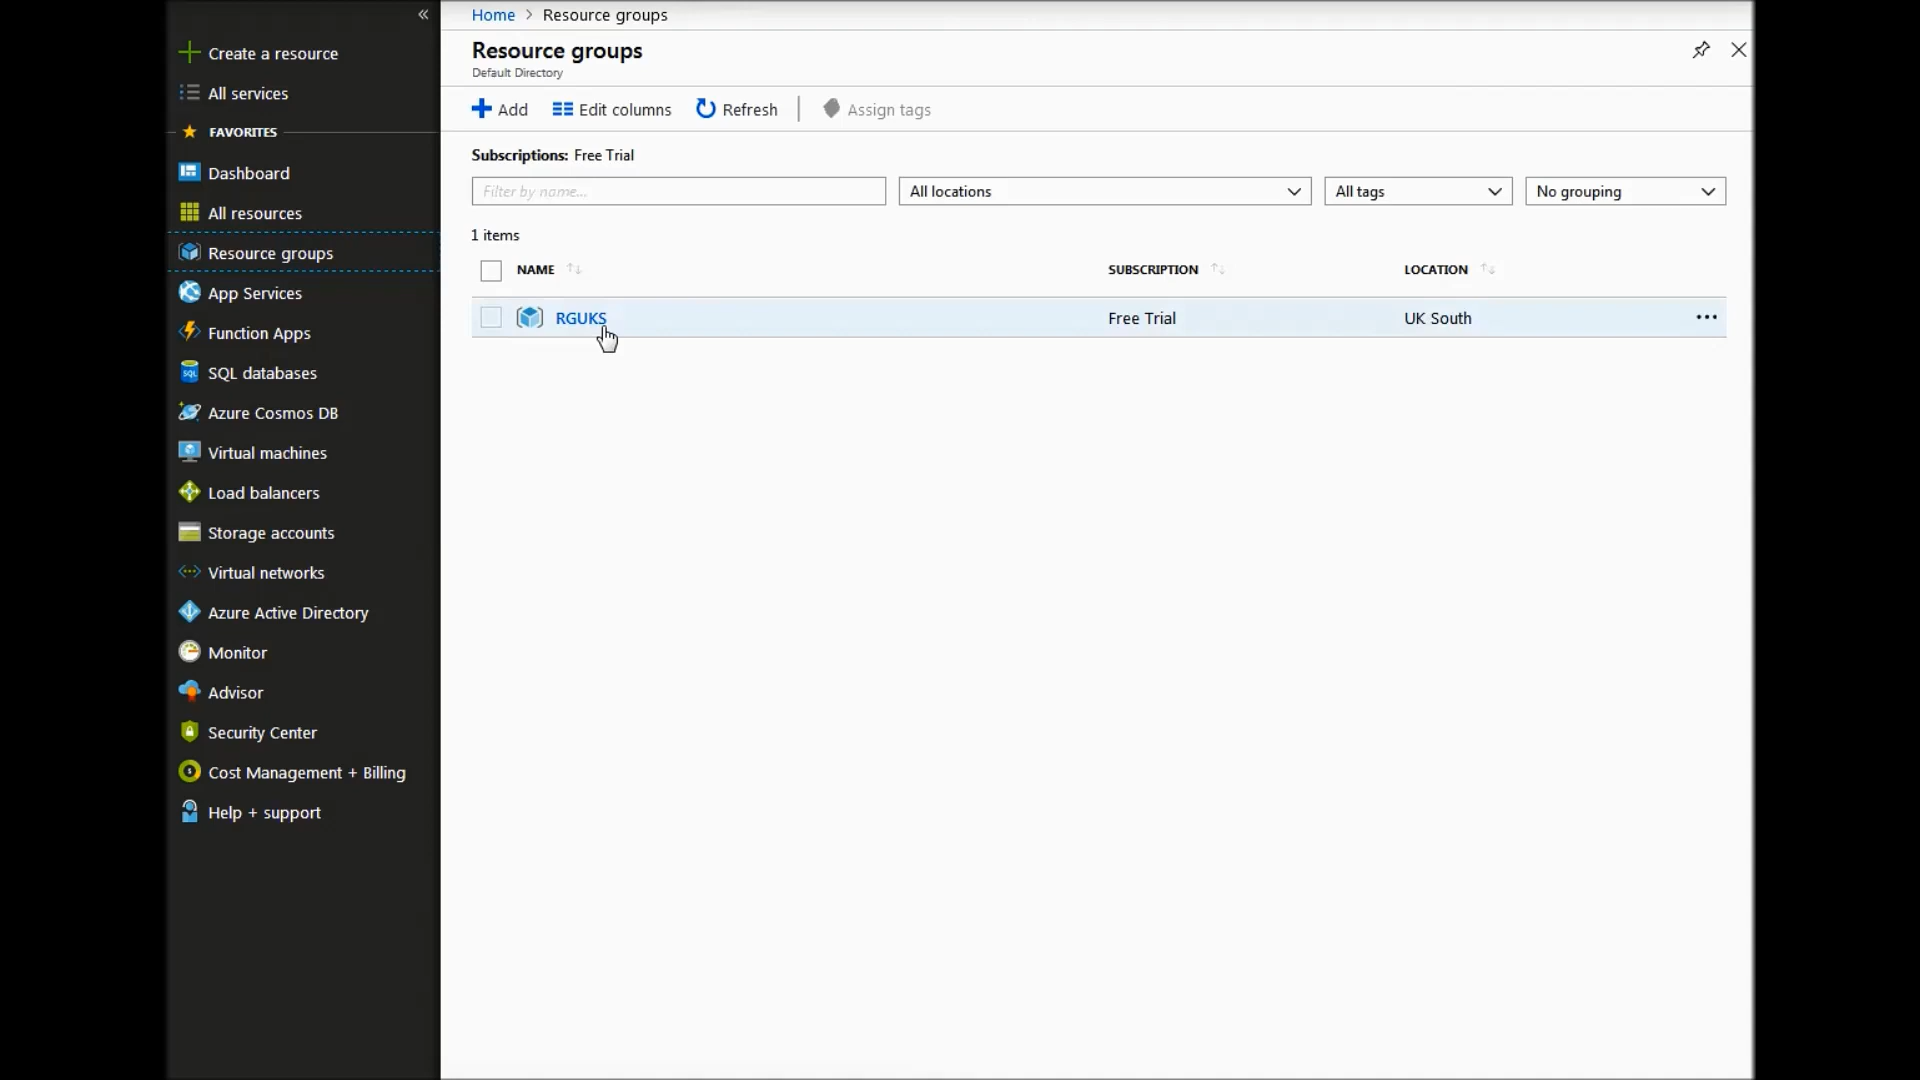 «
Create a resource
All services
FAVORITES
Dashboard
All resources
Resource groups
App Services
Function Apps
SQL databases
Azure Cosmos DB
Virtual machines
Load balancers
Storage accounts
Virtual networks
Azure Active Directory
Monitor
Advisor
Security Center
Cost Management + Billing
Help + support
Home > Resource groups
Resource groups
Default Directory
Add Edit columns Refresh Assign tags
Subscriptions: Free Trial
Filter by name... All locations All tags No grouping
1 items
NAME SUBSCRIPTION LOCATION
RGUKS Free Trial UK South ...